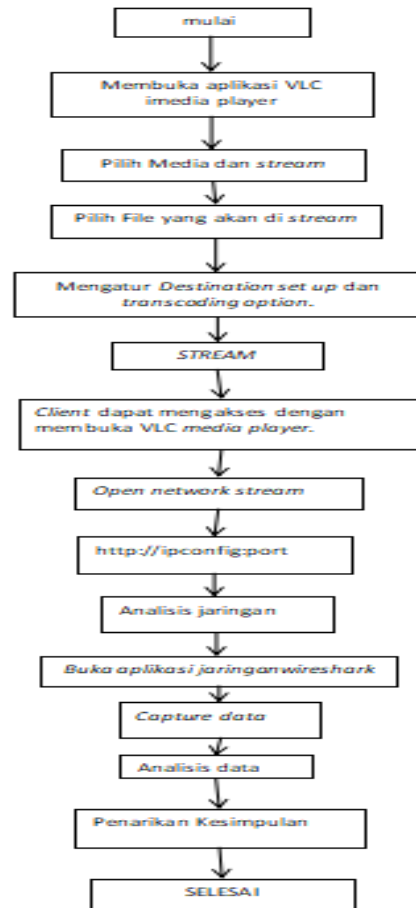 mulai
Membuka aplikasi VLC
imedia player
Pilih Media dan stream
Pilih File yang akan di stream
Mengatur Destination set up dan
transcading option.
STREAM
Client dapat mengakses dengan
membuka VLC media player.
Open network stream
http://ipconfig:port
Analisis jaringan
Buka aplikasi jaringanwireshark
Capture data
Analisis data
Penarikan Kesimpulan
SELESAI